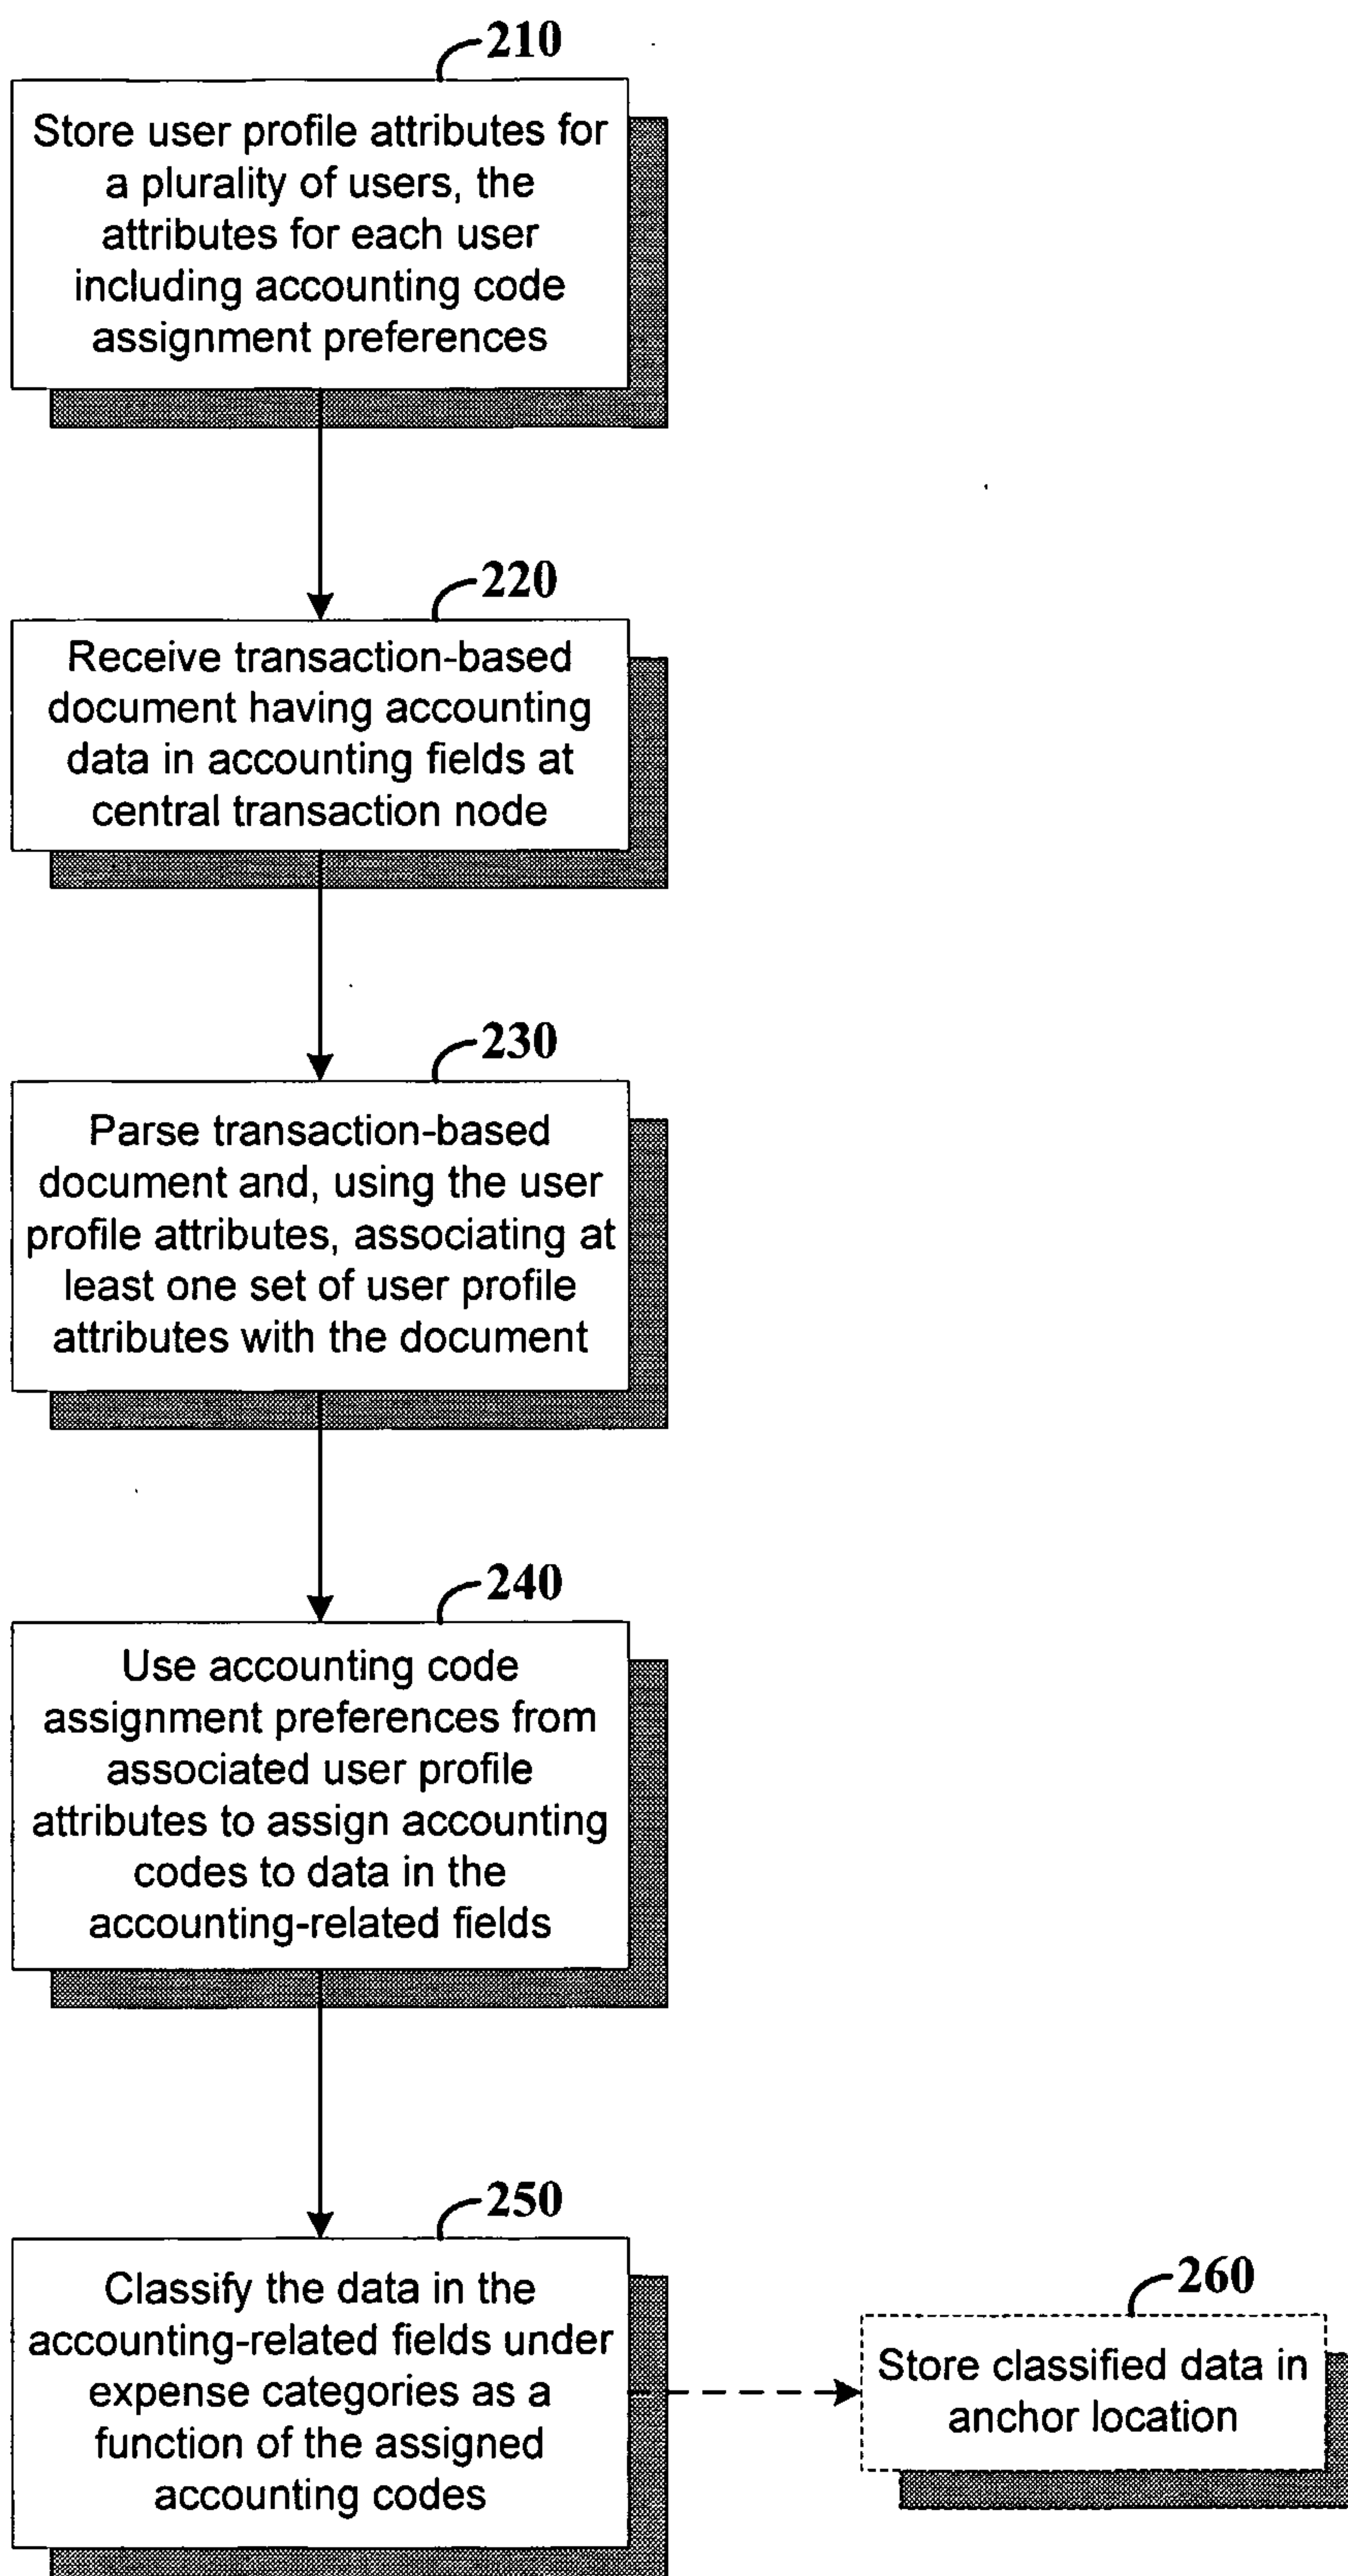 210
Store user profile attributes for
a plurality of users, the
attributes for each user
including accounting code
assignment preferences
220
Receive transaction-based
document having accounting
data in accounting fields at
central transaction node
230
Parse transaction-based
document and, using the user
profile attributes, associating at
least one set of user profile
attributes with the document
240
Use accounting code
assignment preferences from
associated user profile
attributes to assign accounting
codes to data in the
accounting-related fields
250
Classify the data in the
accounting-related fields under
expense categories as a
function of the assigned
accounting codes
260
Store classified data in
anchor location